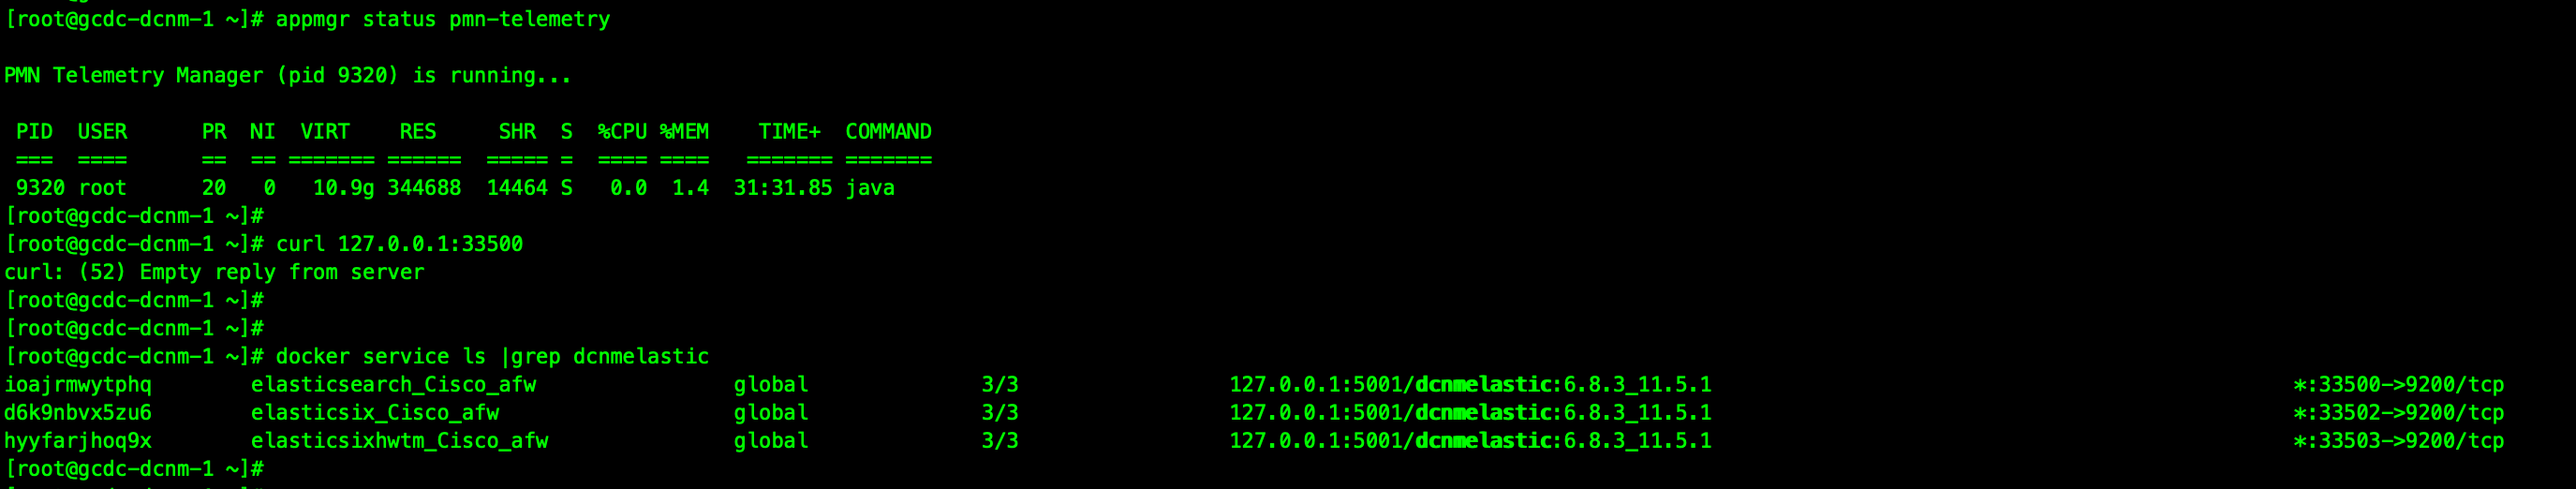 [root@gcdc-dcnm-1 ~]# appmgr status pmn-telemetry
PMN Telemetry Manager (pid 9320) is running...
PID USER PR NI VIRT RES SHR S %CPU %MEM TIME+ COMMAND
=== ==== == == ======= ====== ===== = ==== ==== ======= =======
9320 root 20 0 10.9g 344688 14464 S 0.0 1.4 31:31.85 java
[root@gcdc-dcnm-1 ~]#
[root@gcdc-dcnm-1 ~]# curl 127.0.0.1:33500
curl: (52) Empty reply from server
[root@gcdc-dcnm-1 ~]#
[root@gcdc-dcnm-1 ~]#
[root@gcdc-dcnm-1 ~]# docker service ls |grep dcnmelastic
ioajrmwytphq elasticsearch_Cisco_afw global 3/3 127.0.0.1:5001/dcnmelastic:6.8.3_11.5.1 *:33500->9200/tcp
d6k9nbvx5zu6 elasticsix_Cisco_afw global 3/3 127.0.0.1:5001/dcnmelastic:6.8.3_11.5.1 *:33502->9200/tcp
hyyfarjhoq9x elasticsixhwtm_Cisco_afw global 3/3 127.0.0.1:5001/dcnmelastic:6.8.3_11.5.1 *:33503->9200/tcp
[root@gcdc-dcnm-1 ~]#